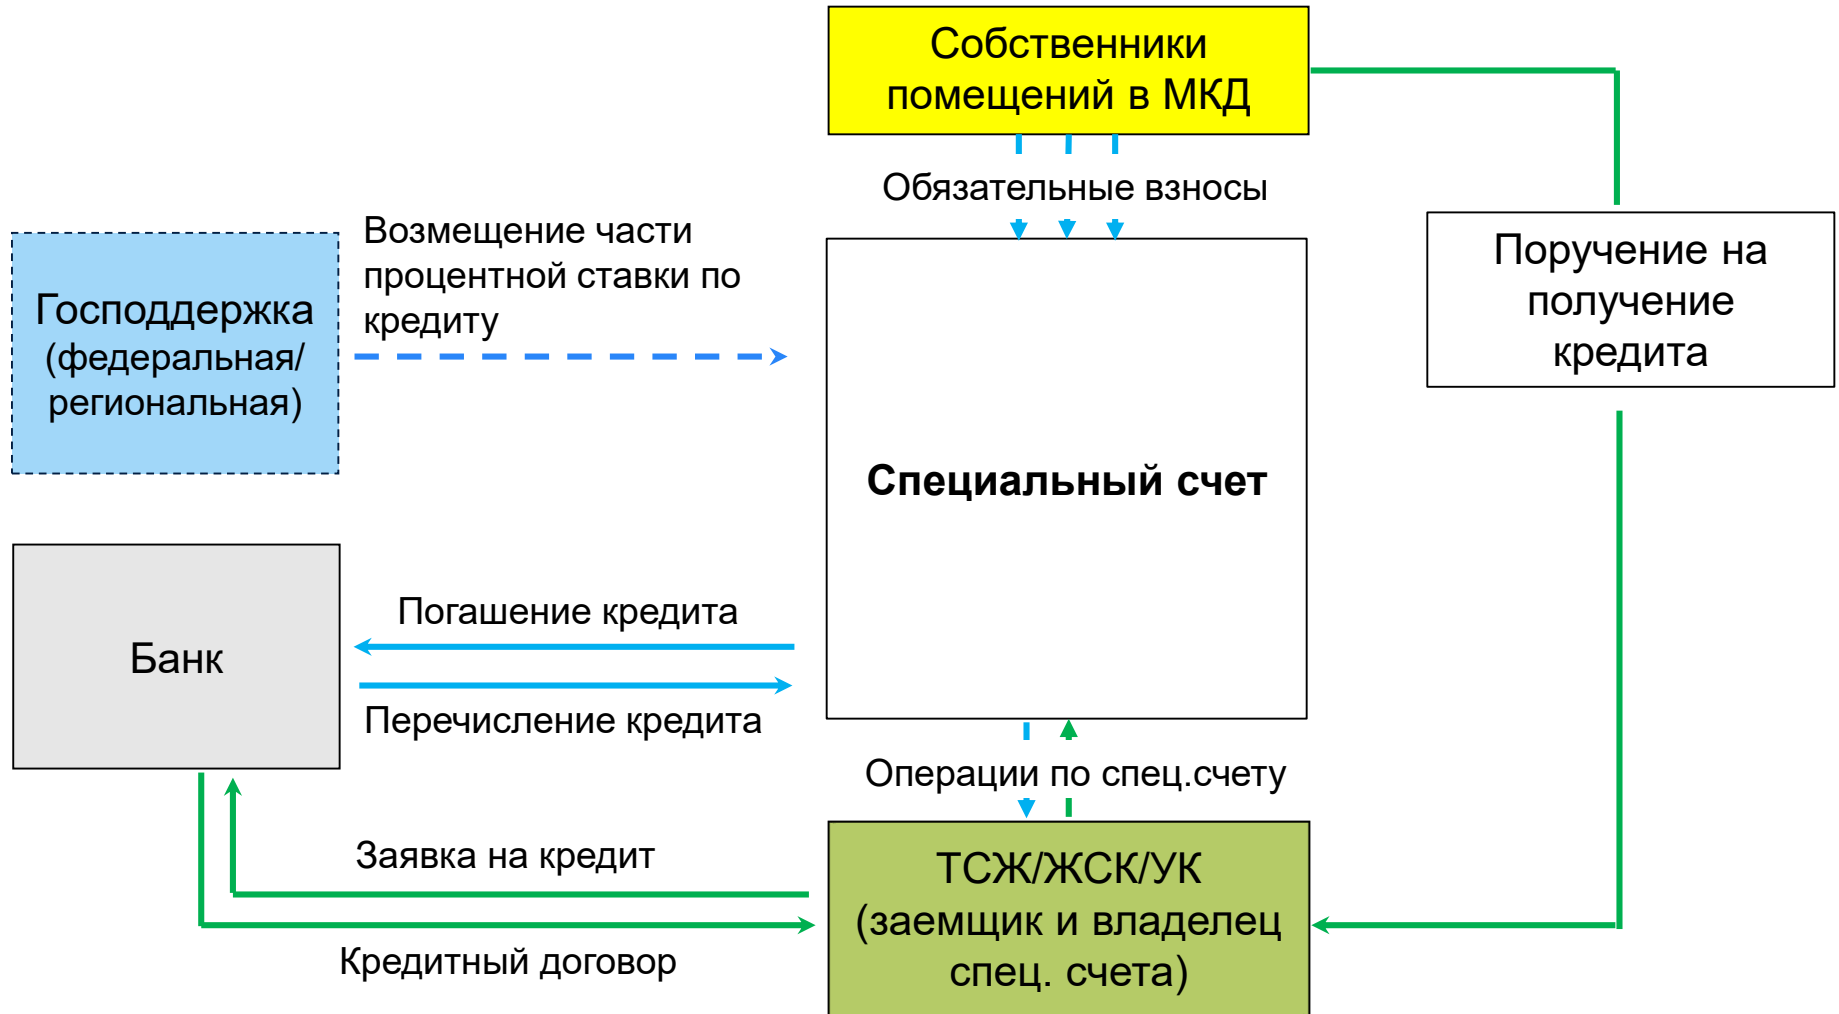 Собственники
помещений в МКД
Обязательные взносы
Возмещение части
процентной ставки по
кредиту
Господдержка
(федеральная/
региональная)
Поручение на
получение
кредита
Специальный счет
Погашение кредита
Банк
Перечисление кредита
Операции по спец.счету
Заявка на кредит
ТСЖ/ЖСК/УК
(заемщик и владелец
спец. счета)
Кредитный договор